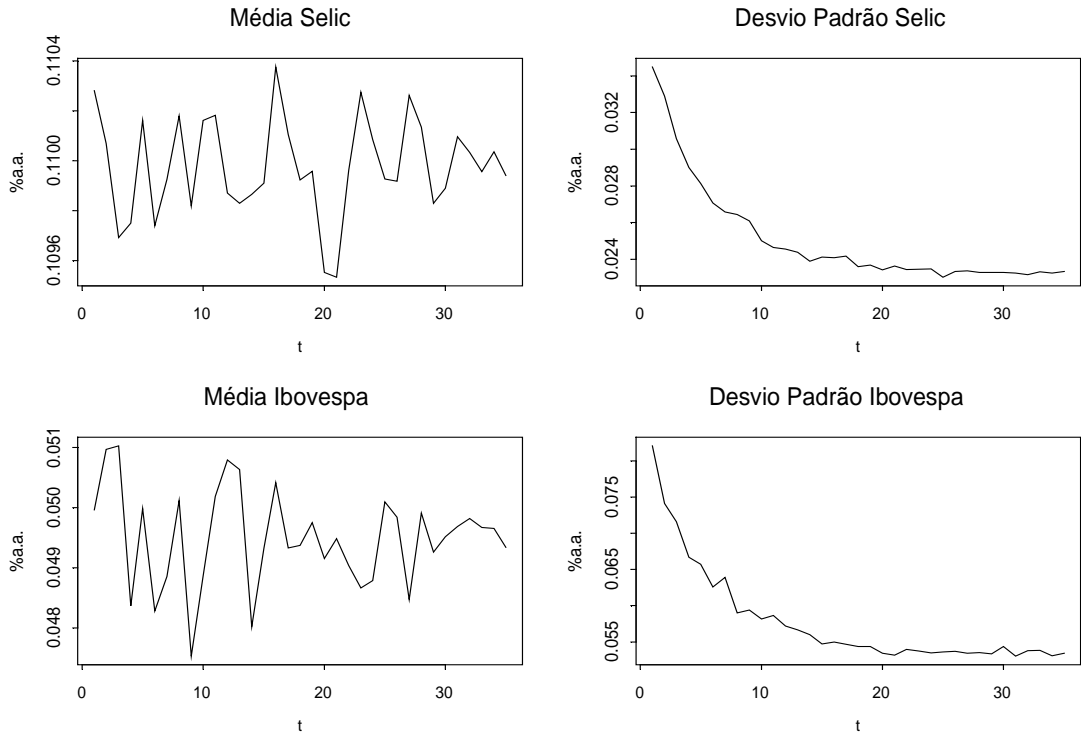 Média Selic
%a.a.
0.1104
0.1100
0.1096
0 10 20 30
t
Desvio Padrão Selic
%a.a.
0.032
0.028
0.024
0 10 20 30
t
Média Ibovespa
%a.a.
0.051
0.050
0.049
0.048
0 10 20 30
t
Desvio Padrão Ibovespa
%a.a.
0.075
0.065
0.055
0 10 20 30
t